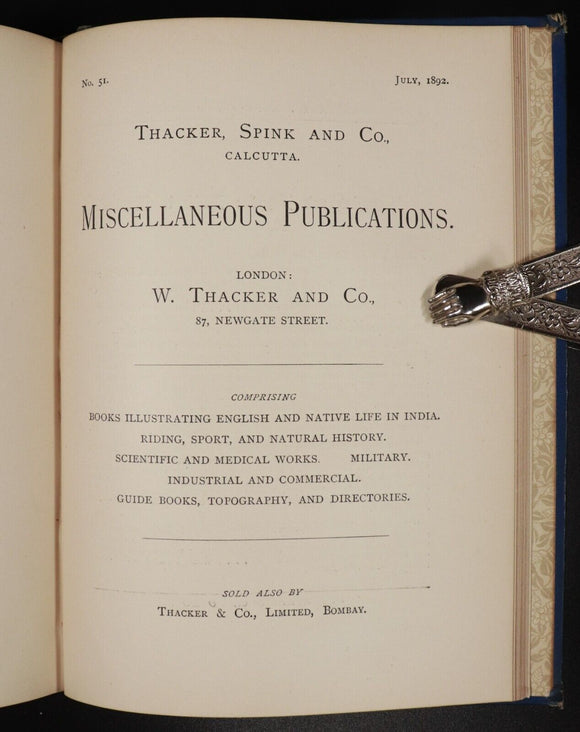 No. 51. July, 1892.
Thacker, Spink and Co.,
CALCUTTA.
Miscellaneous Publications.
LONDON:
W. Thacker and Co.,
87, NEWGATE STREET.
COMPRISING
BOOKS ILLUSTRATING ENGLISH AND NATIVE LIFE IN INDIA.
RIDING, SPORT, AND NATURAL HISTORY.
SCIENTIFIC AND MEDICAL WORKS. MILITARY.
INDUSTRIAL AND COMMERCIAL.
GUIDE BOOKS, TOPOGRAPHY, AND DIRECTORIES.
SOLD ALSO BY
Thacker & Co., Limited, Bombay.